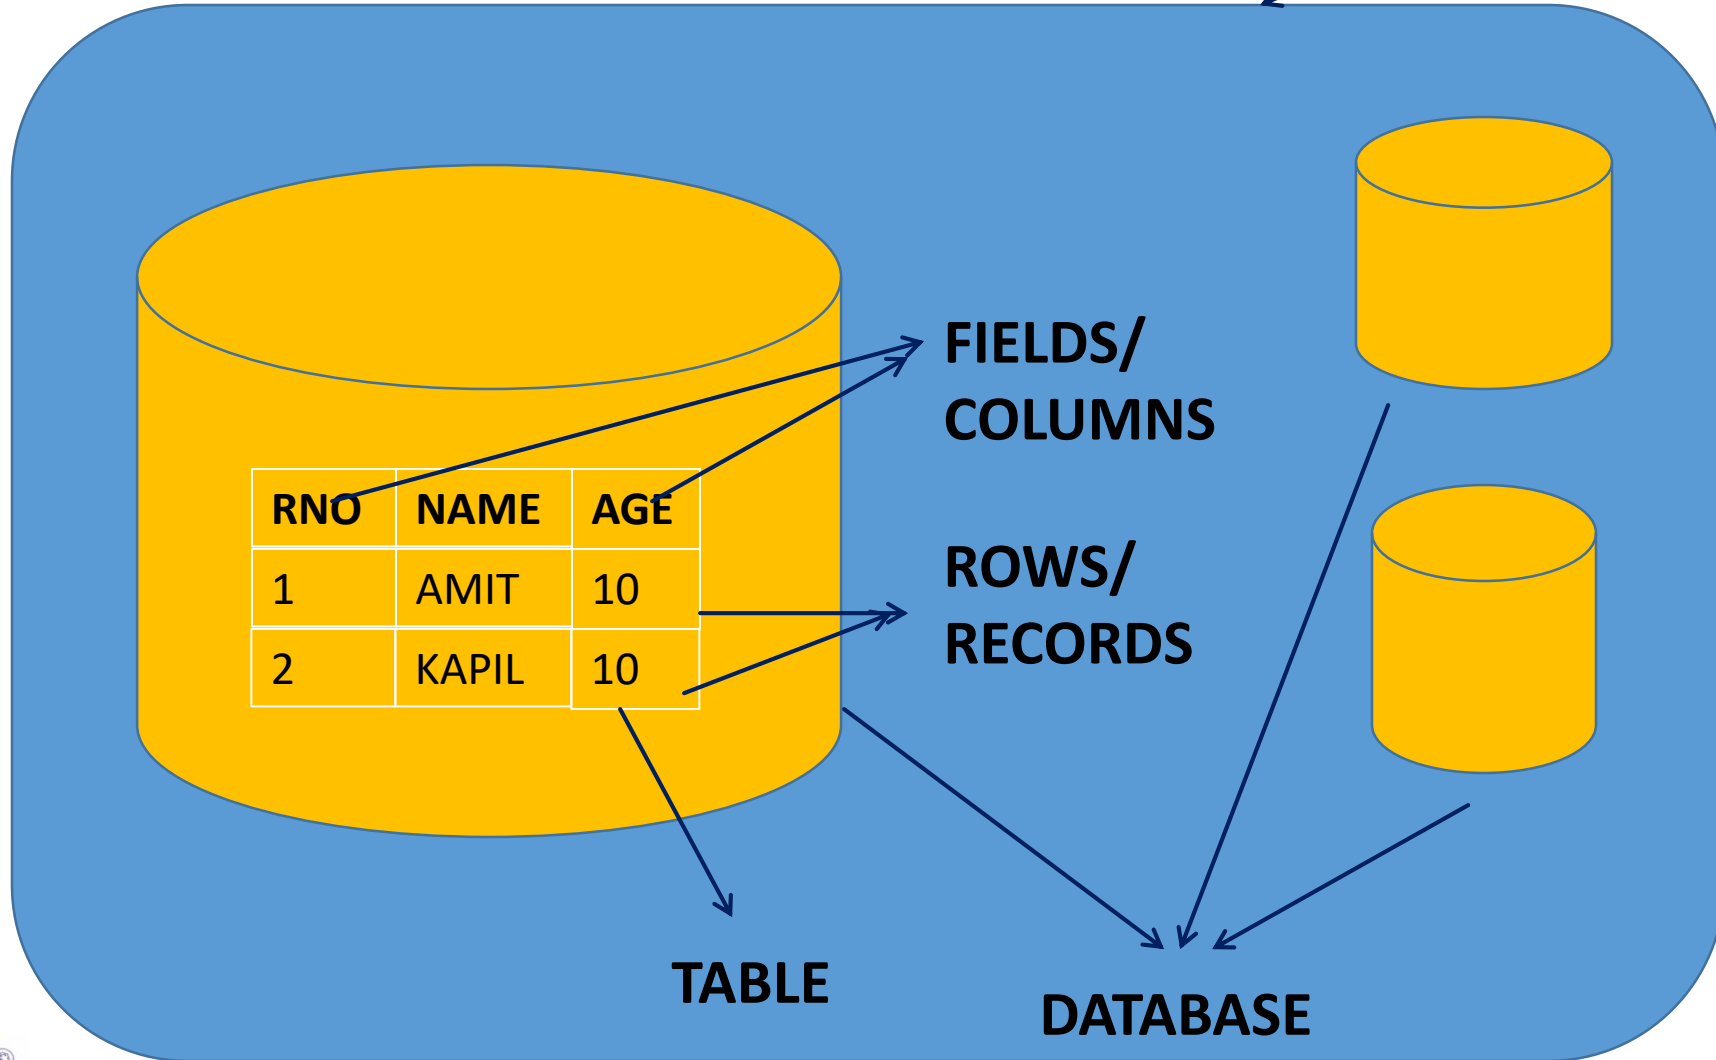 FIELDS/
COLUMNS
RNO NAME AGE
1 AMIT 10
2 KAPIL 10
ROWS/
RECORDS
TABLE
DATABASE